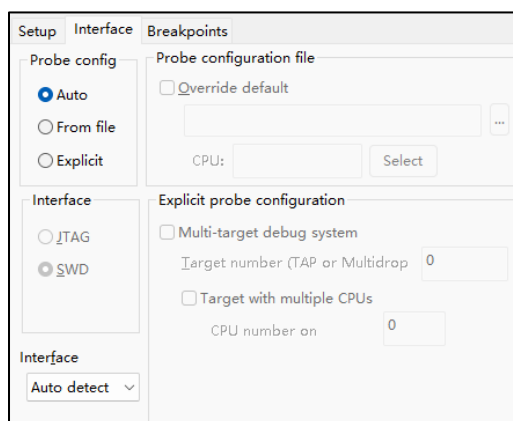 Setup Interface Breakpoints
Probe config
Auto
From file
Explicit
Probe configuration file
Override default
...
CPU: Select
Interface
JTAG
SWD
Explicit probe configuration
Multi-target debug system
Target number (TAP or Multidrop 0
Target with multiple CPUs
CPU number on 0
Interface
Auto detect